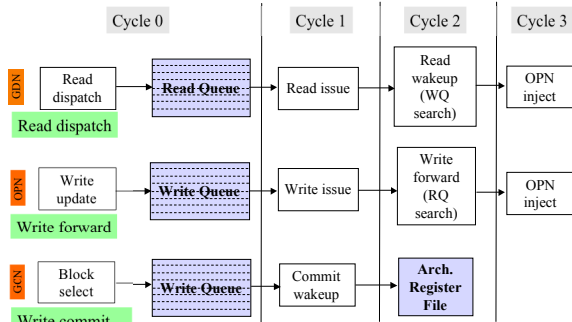 Cycle 0
Cycle 1
Cycle 2
Cycle 3
GDN
Read
dispatch
Read Queue
Read issue
Read
wakeup
(WQ
search)
OPN
inject
Read dispatch
OPN
Write
update
Write Queue
Write issue
Write
forward
(RQ
search)
OPN
inject
Write forward
GCN
Block
select
Write Queue
Commit
wakeup
Arch.
Register
File
Write commit